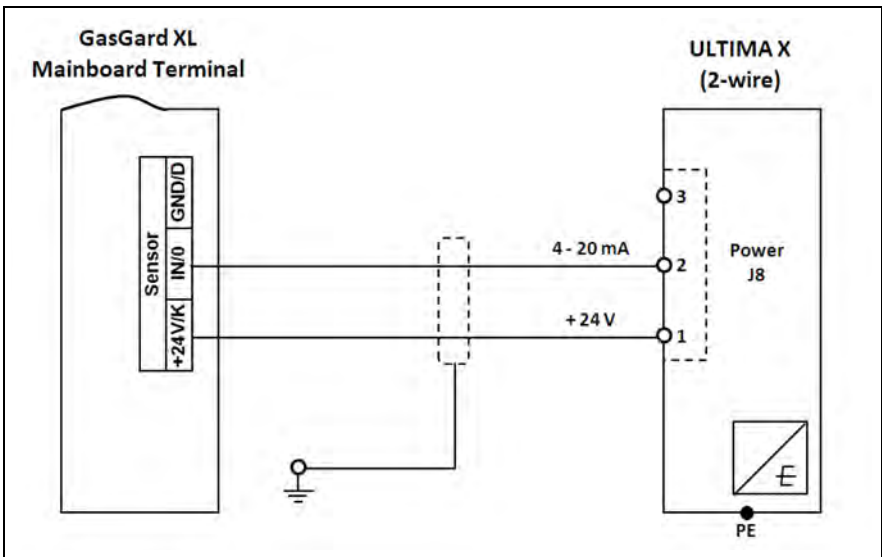 GasGard XL
Mainboard Terminal
ULTIMA X
(2-wire)
Sensor
GND/D
IN/0
+24V/K
4 - 20 mA
+ 24 V
3
2
1
Power
J8
E
PE